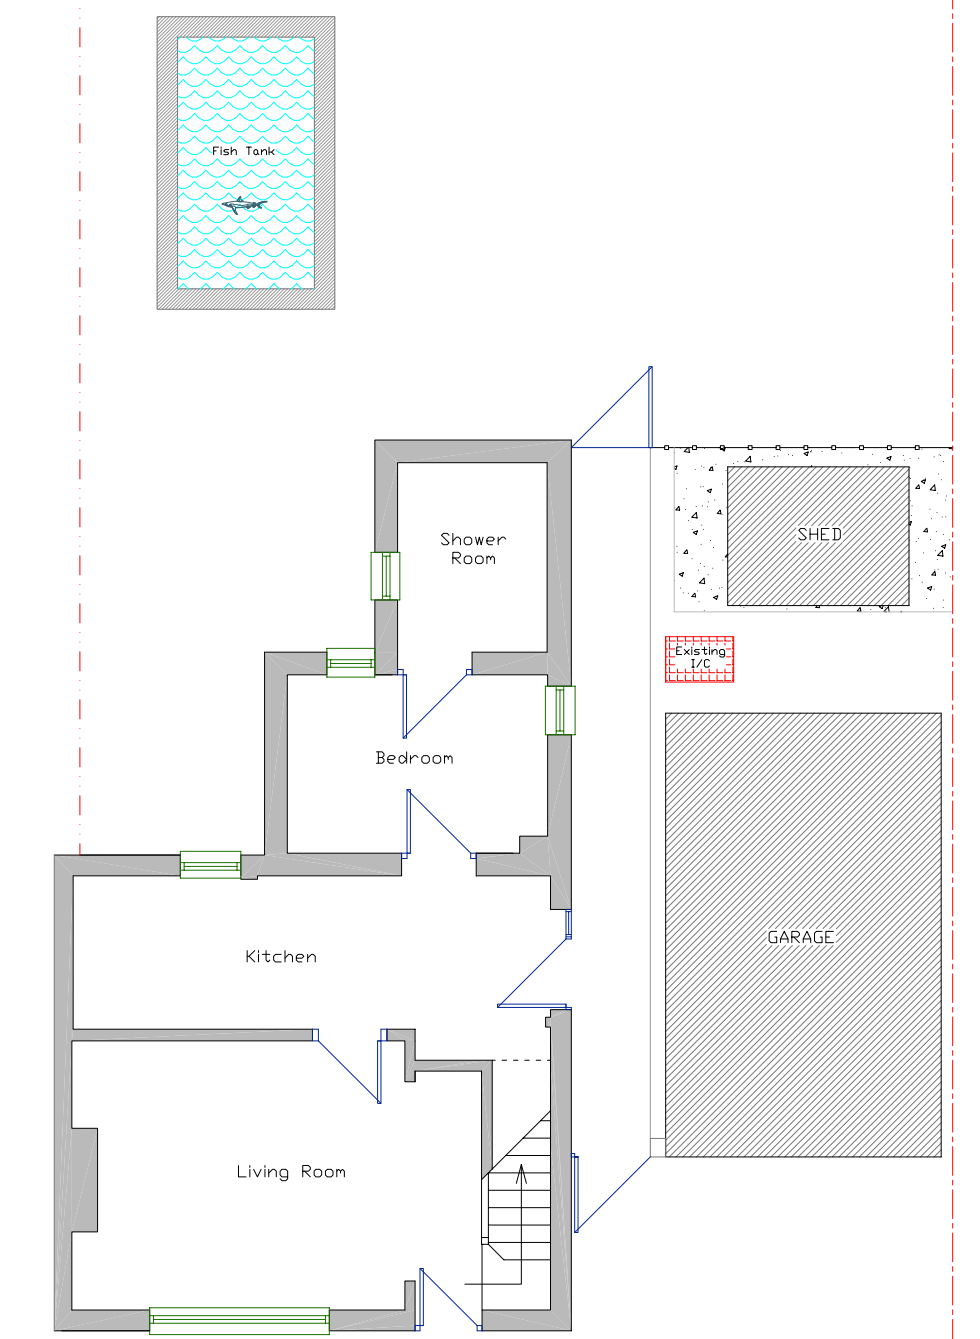 Fish Tank
Shower
Room
SHED
Existing
I/C
Bedroom
GARAGE
Kitchen
Living Room